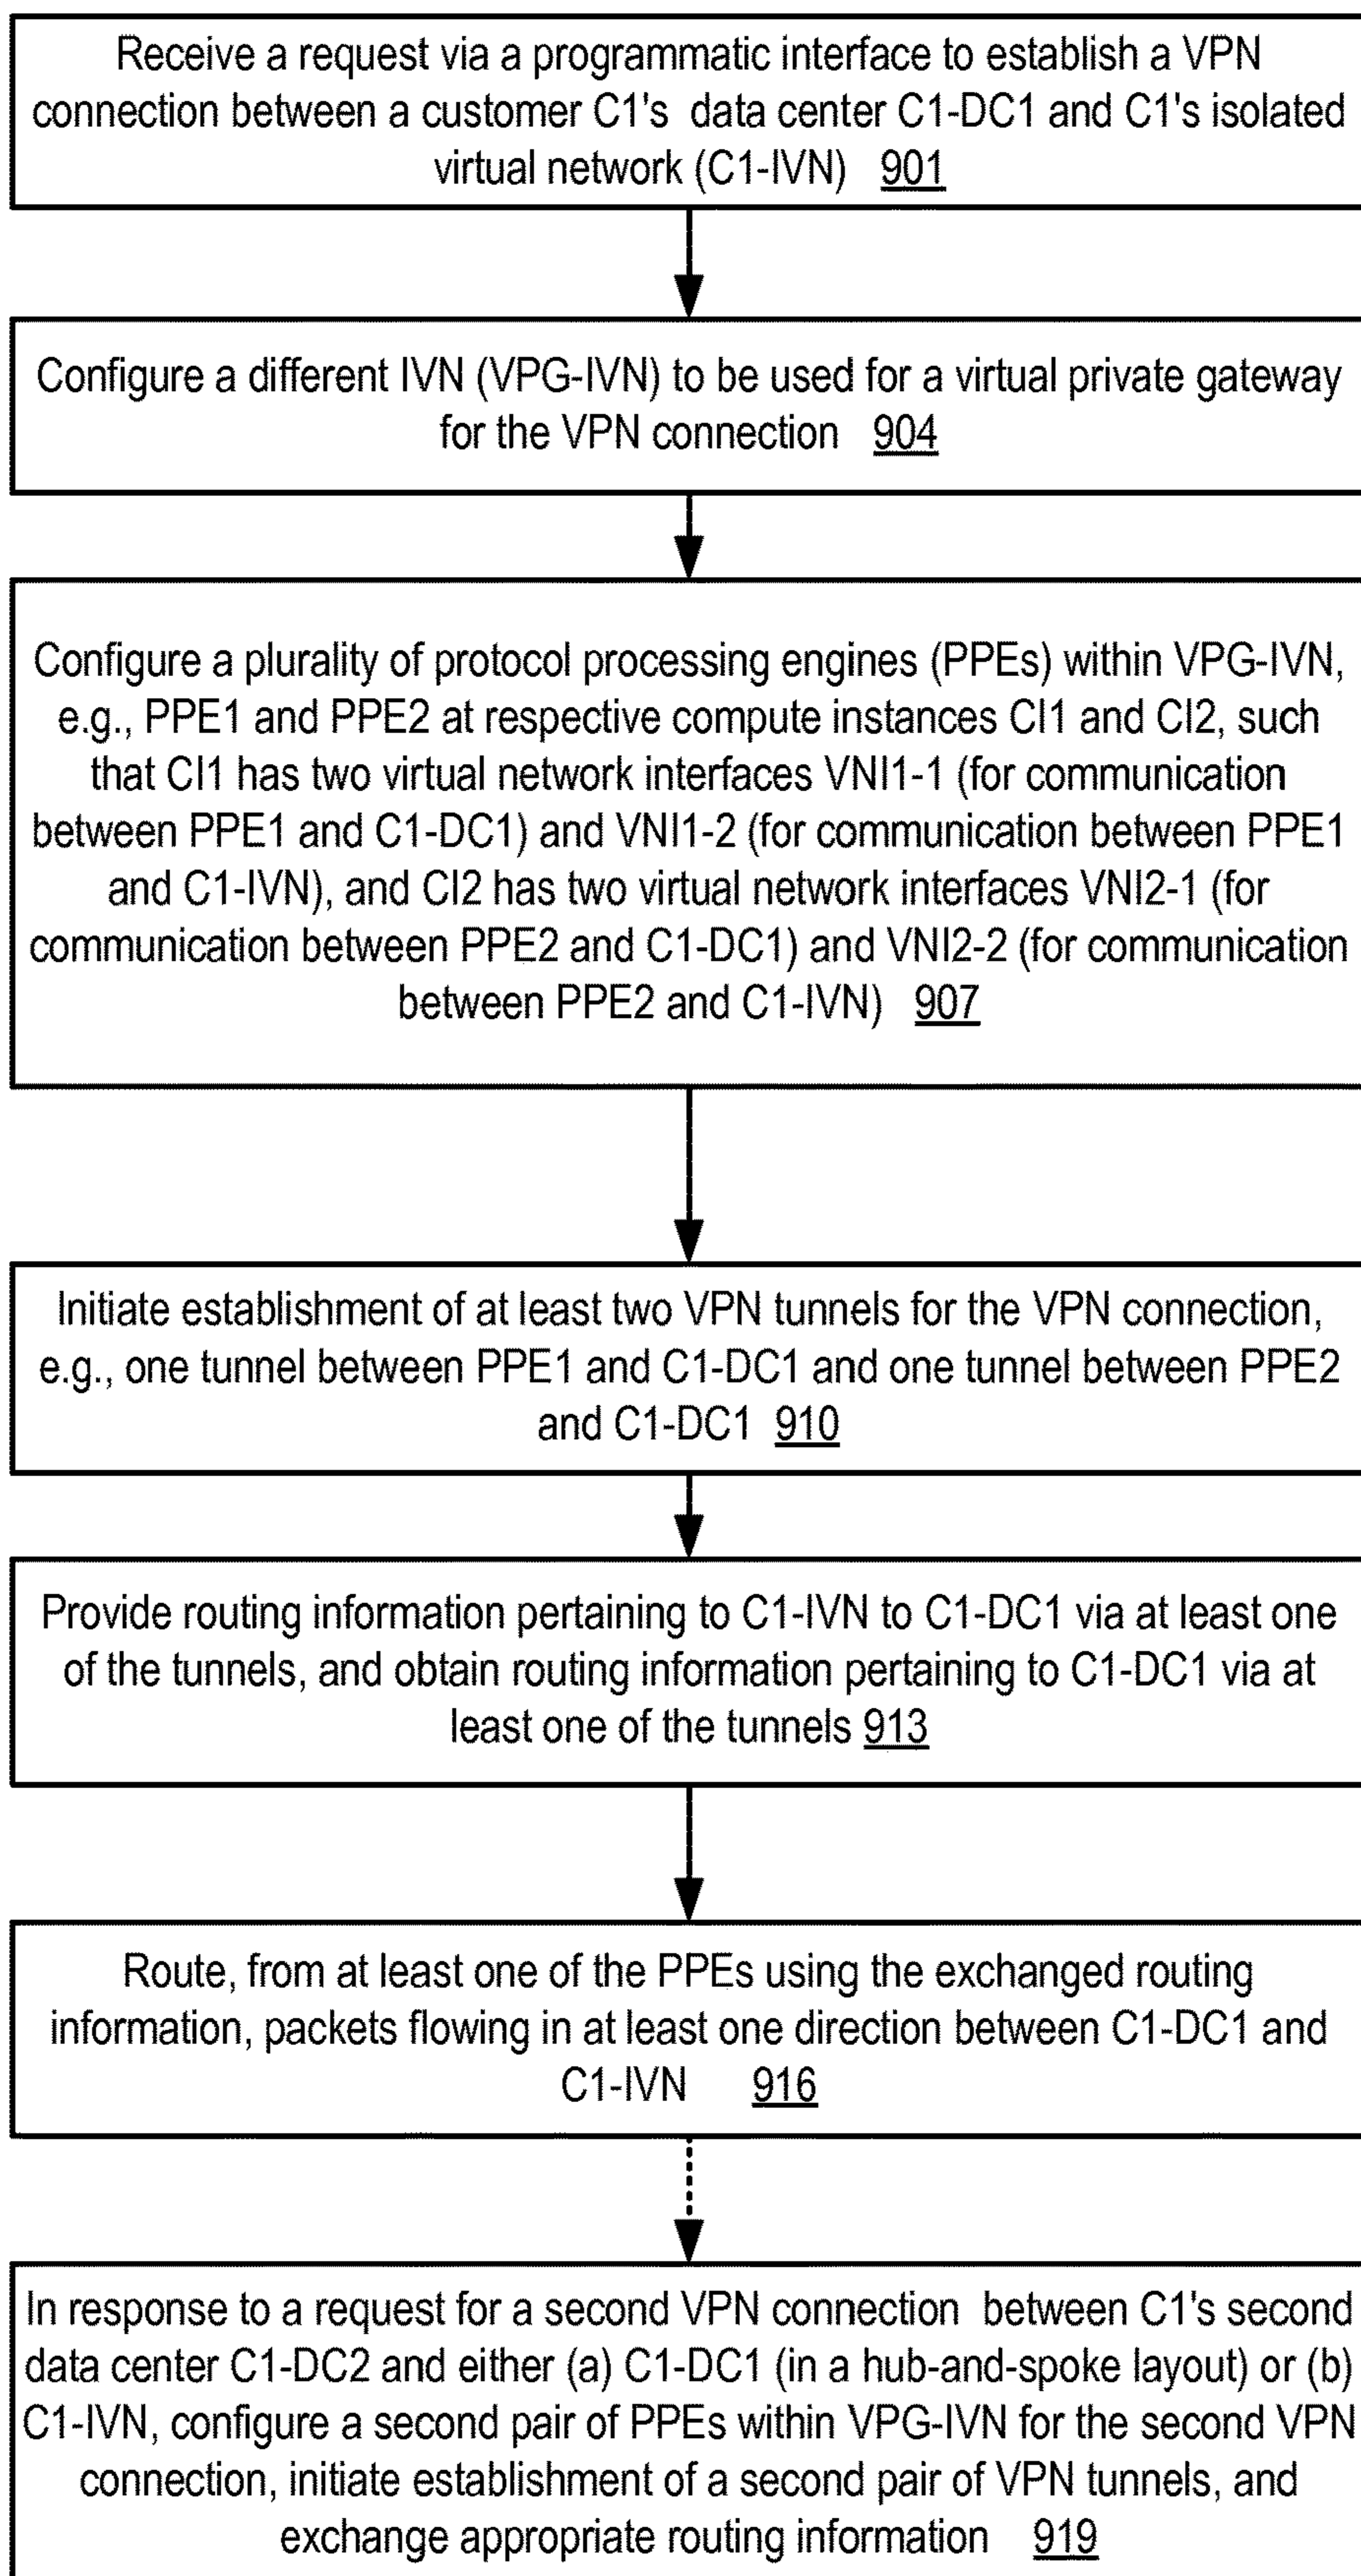 Receive a request via a programmatic interface to establish a VPN
connection between a customer C1's data center C1-DC1 and C1's isolated
virtual network (C1-IVN) 901
Configure a different IVN (VPG-IVN) to be used for a virtual private gateway
for the VPN connection 904
Configure a plurality of protocol processing engines (PPEs) within VPG-IVN,
e.g., PPE1 and PPE2 at respective compute instances CI1 and CI2, such
that CI1 has two virtual network interfaces VNI1-1 (for communication
between PPE1 and C1-DC1) and VNI1-2 (for communication between PPE1
and C1-IVN), and CI2 has two virtual network interfaces VNI2-1 (for
communication between PPE2 and C1-DC1) and VNI2-2 (for communication
between PPE2 and C1-IVN) 907
Initiate establishment of at least two VPN tunnels for the VPN connection,
e.g., one tunnel between PPE1 and C1-DC1 and one tunnel between PPE2
and C1-DC1 910
Provide routing information pertaining to C1-IVN to C1-DC1 via at least one
of the tunnels, and obtain routing information pertaining to C1-DC1 via at
least one of the tunnels 913
Route, from at least one of the PPEs using the exchanged routing
information, packets flowing in at least one direction between C1-DC1 and
C1-IVN 916
In response to a request for a second VPN connection between C1's second
data center C1-DC2 and either (a) C1-DC1 (in a hub-and-spoke layout) or (b)
C1-IVN, configure a second pair of PPEs within VPG-IVN for the second VPN
connection, initiate establishment of a second pair of VPN tunnels, and
exchange appropriate routing information 919